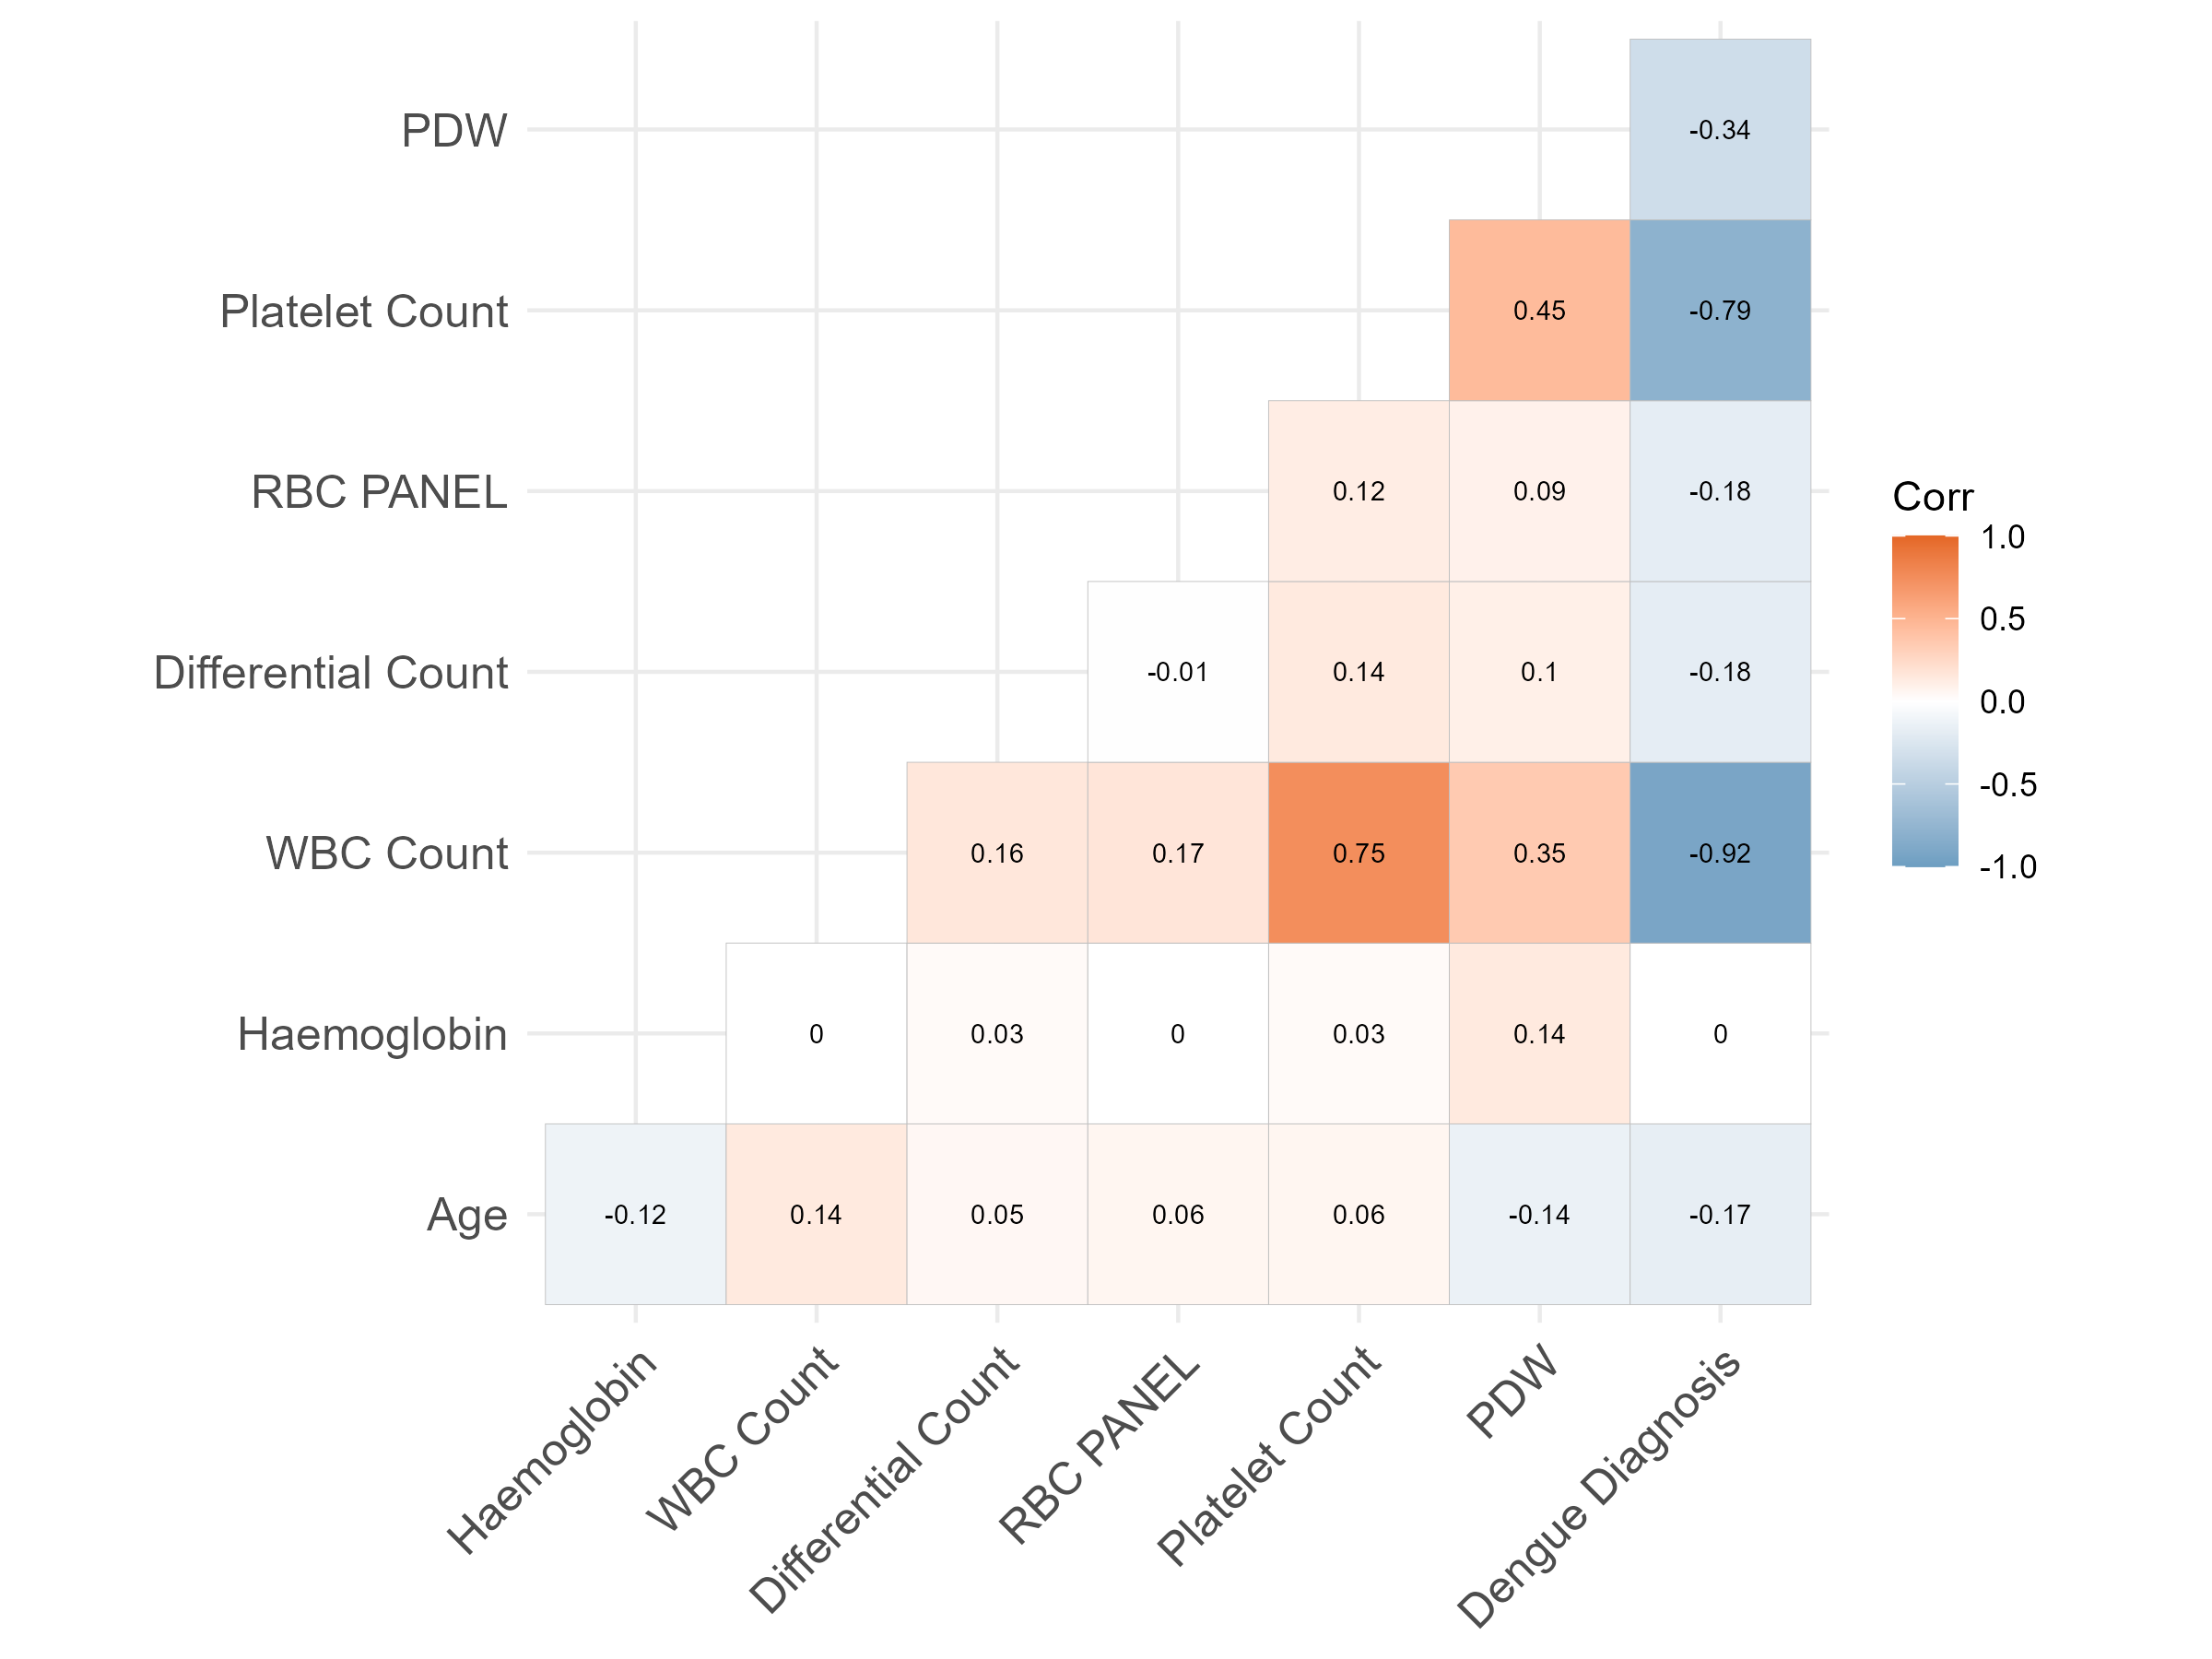 PDW
-0.34
Platelet Count
0.45 -0.79
RBC PANEL
0.12 0.09 -0.18
Differential Count
-0.01 0.14 0.1 -0.18
WBC Count
0.16 0.17 0.75 0.35 -0.92
Haemoglobin
0 0.03 0 0.03 0.14 0
Age
-0.12 0.14 0.05 0.06 0.06 -0.14 -0.17
Haemoglobin
WBC Count
Differential Count
RBC PANEL
Platelet Count
PDW
Dengue Diagnosis
Corr
1.0
0.5
0.0
-0.5
-1.0